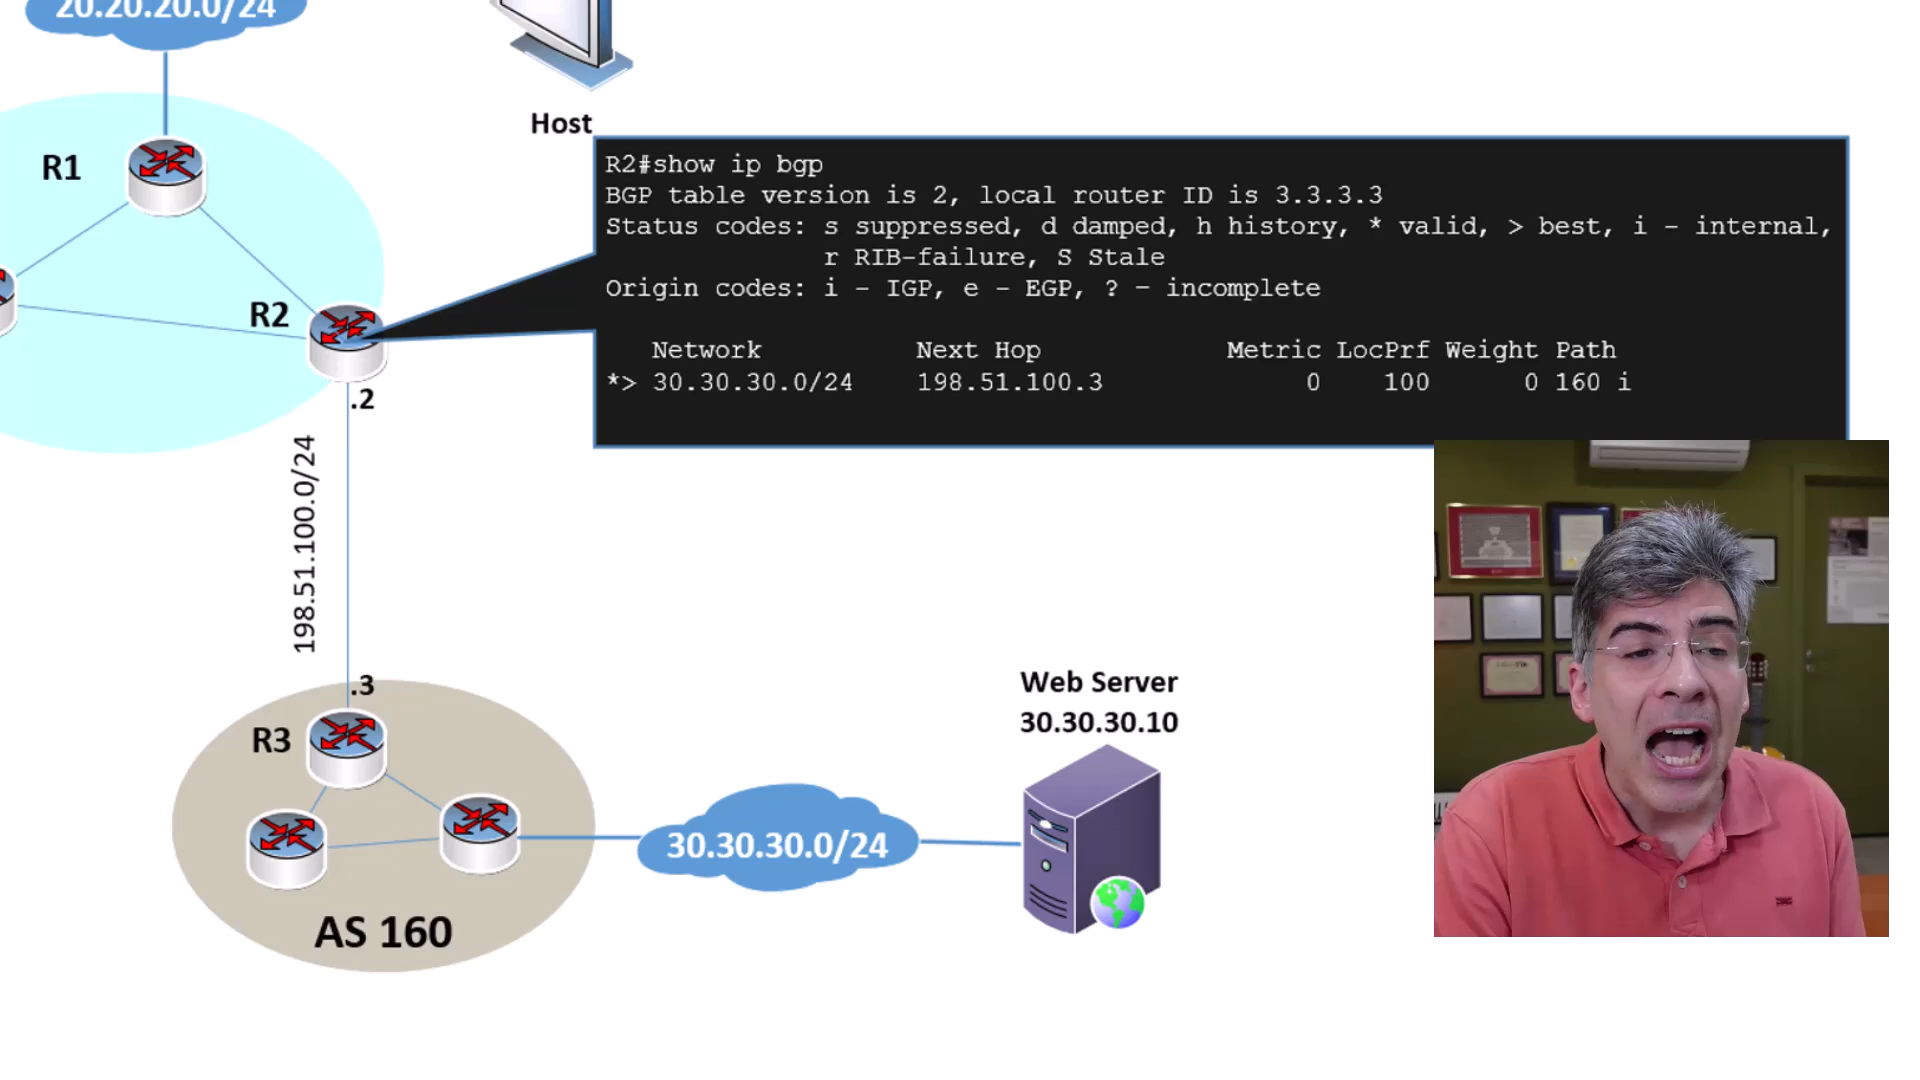 20.20.20.0/24
Host
R1
R2#show ip bgp
BGP table version is 2, local router ID is 3.3.3.3
Status codes: s suppressed, d damped, h history, * valid, > best, i - internal,
r RIB-failure, S Stale
Origin codes: i - IGP, e - EGP, ? - incomplete
Network Next Hop Metric LocPrf Weight Path
*> 30.30.30.0/24 198.51.100.3 0 100 0 160 i
R2
.2
198.51.100.0/24
.3
R3
Web Server
30.30.30.10
30.30.30.0/24
AS 160